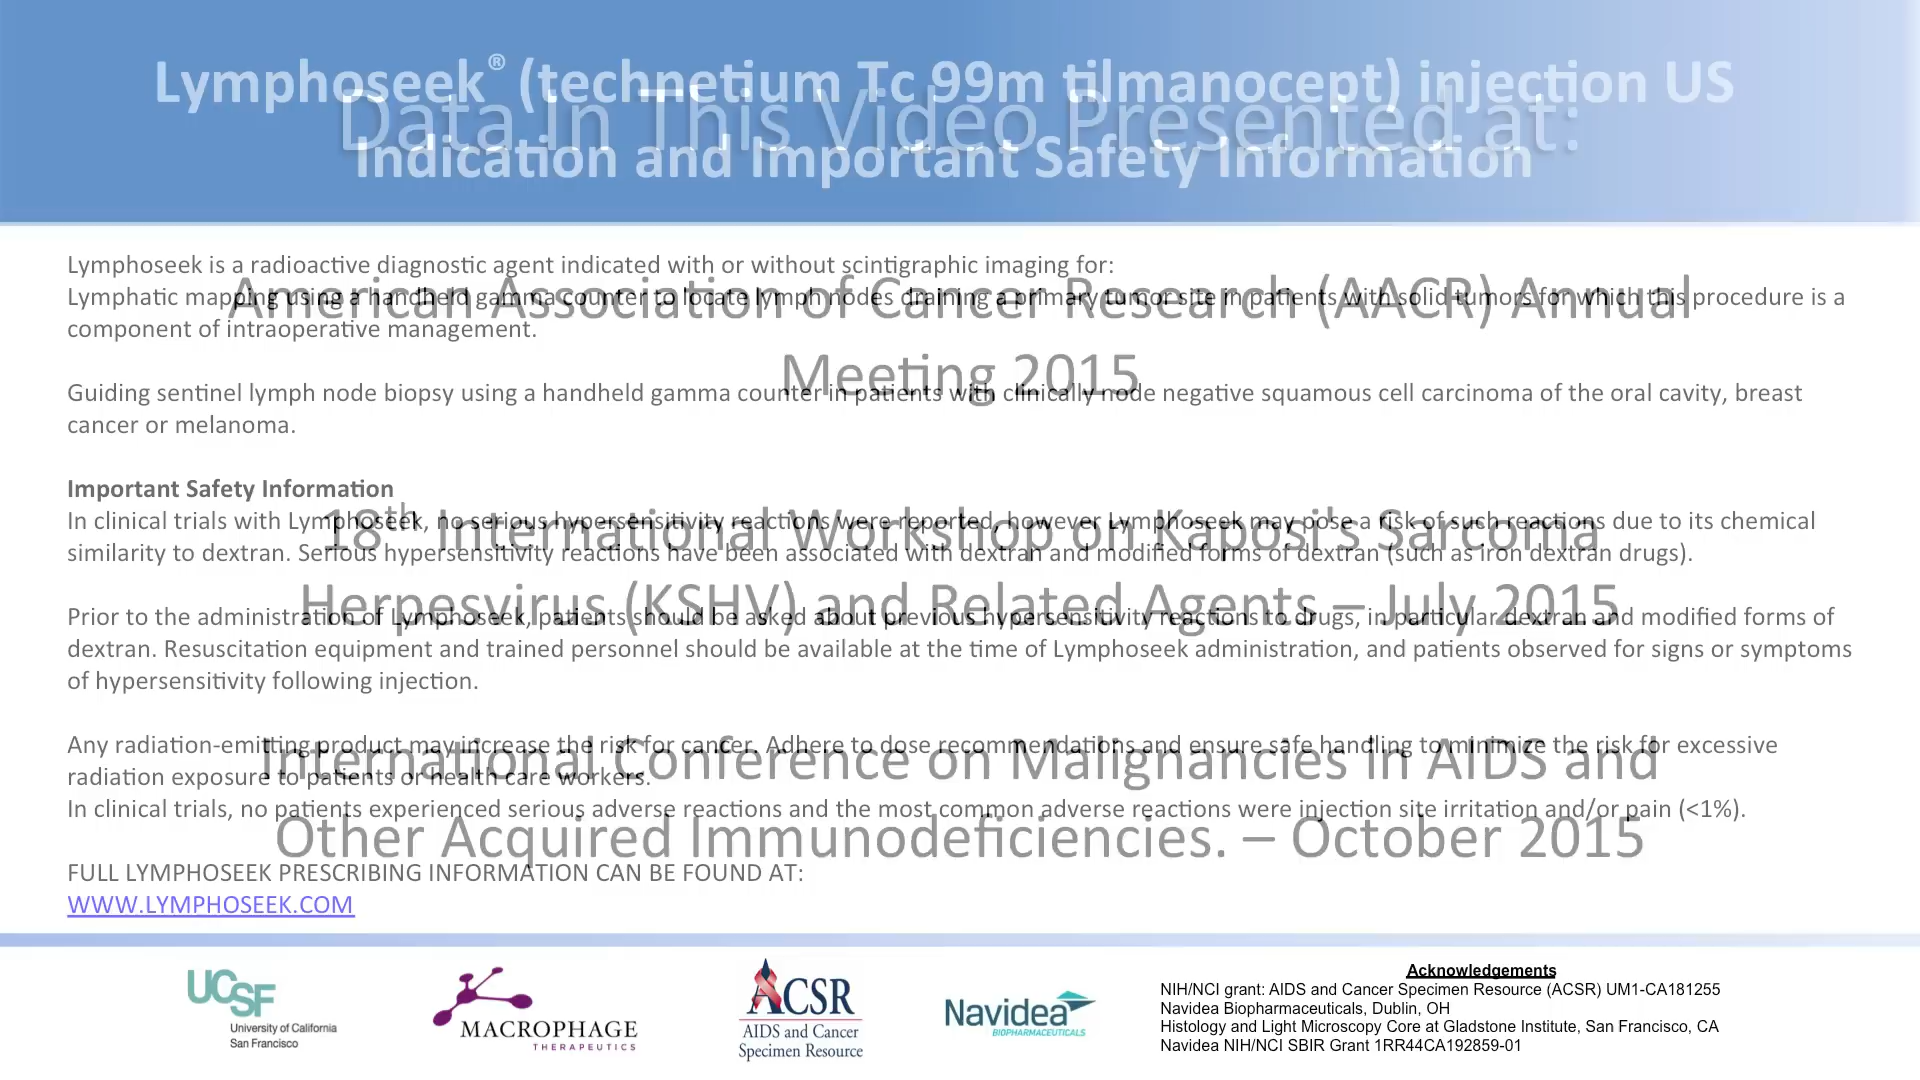 Lymphoseek® (technetium Tc 99m tilmanocept) injection US
Indication and Important Safety Information
Data In This Video Presented at:
Lymphoseek is a radioactive diagnostic agent indicated with or without scintigraphic imaging for:
Lymphatic mapping using a handheld gamma counter to locate lymph nodes draining a primary tumor site in patients with solid tumors for which this procedure is a
component of intraoperative management.
Guiding sentinel lymph node biopsy using a handheld gamma counter in patients with clinically node negative squamous cell carcinoma of the oral cavity, breast
cancer or melanoma.
Important Safety Information
In clinical trials with Lymphoseek, no serious hypersensitivity reactions were reported, however Lymphoseek may pose a risk of such reactions due to its chemical
similarity to dextran. Serious hypersensitivity reactions have been associated with dextran and modified forms of dextran (such as iron dextran drugs).
Prior to the administration of Lymphoseek, patients should be asked about previous hypersensitivity reactions to drugs, in particular dextran and modified forms of
dextran. Resuscitation equipment and trained personnel should be available at the time of Lymphoseek administration, and patients observed for signs or symptoms
of hypersensitivity following injection.
Any radiation-emitting product may increase the risk for cancer. Adhere to dose recommendations and ensure safe handling to minimize the risk for excessive
radiation exposure to patients or health care workers.
In clinical trials, no patients experienced serious adverse reactions and the most common adverse reactions were injection site irritation and/or pain (<1%).
FULL LYMPHOSEEK PRESCRIBING INFORMATION CAN BE FOUND AT:
WWW.LYMPHOSEEK.COM
American Association of Cancer Research (AACR) Annual
Meeting 2015
18th International Workshop on Kaposi's Sarcoma
Herpesvirus (KSHV) and Related Agents – July 2015
International Conference on Malignancies in AIDS and
Other Acquired Immunodeficiencies. – October 2015
UCSF
University of California
San Francisco
MACROPHAGE
THERAPEUTICS
ACSR
AIDS and Cancer
Specimen Resource
Navidea
BIOPHARMACEUTICALS
Acknowledgements
NIH/NCI grant: AIDS and Cancer Specimen Resource (ACSR) UM1-CA181255
Navidea Biopharmaceuticals, Dublin, OH
Histology and Light Microscopy Core at Gladstone Institute, San Francisco, CA
Navidea NIH/NCI SBIR Grant 1RR44CA192859-01